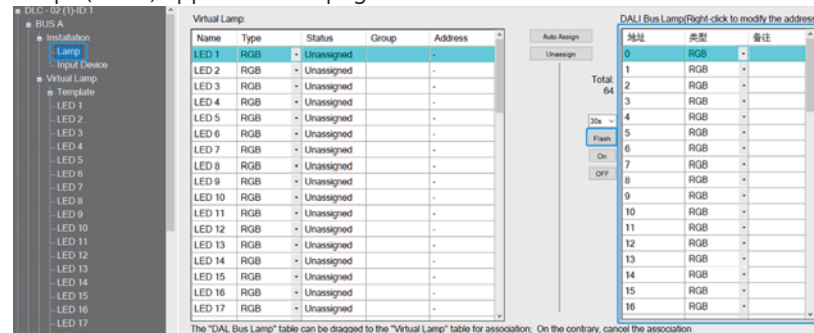 DLC - 02 (1)-ID:1
BUS A
Installation
Lamp
Input Device
Virtual Lamp
Template
LED 1
LED 2
LED 3
LED 4
LED 5
LED 6
LED 7
LED 8
LED 9
LED 10
LED 11
LED 12
LED 13
LED 14
LED 15
LED 16
LED 17
Virtual Lamp:
Name Type Status Group Address
LED 1 RGB Unassigned -
LED 2 RGB Unassigned -
LED 3 RGB Unassigned -
LED 4 RGB Unassigned -
LED 5 RGB Unassigned -
LED 6 RGB Unassigned -
LED 7 RGB Unassigned -
LED 8 RGB Unassigned -
LED 9 RGB Unassigned -
LED 10 RGB Unassigned -
LED 11 RGB Unassigned -
LED 12 RGB Unassigned -
LED 13 RGB Unassigned -
LED 14 RGB Unassigned -
LED 15 RGB Unassigned -
LED 16 RGB Unassigned -
LED 17 RGB Unassigned -
Auto Assign
Unassign
Total:
64
30s
Flash
On
OFF
DALI Bus Lamp(Right-click to modify the address
地址 类型 备注
0 RGB
1 RGB
2 RGB
3 RGB
4 RGB
5 RGB
6 RGB
7 RGB
8 RGB
9 RGB
10 RGB
11 RGB
12 RGB
13 RGB
14 RGB
15 RGB
16 RGB
The "DAL Bus Lamp" table can be dragged to the "Virtual Lamp" table for association; On the contrary, cancel the association